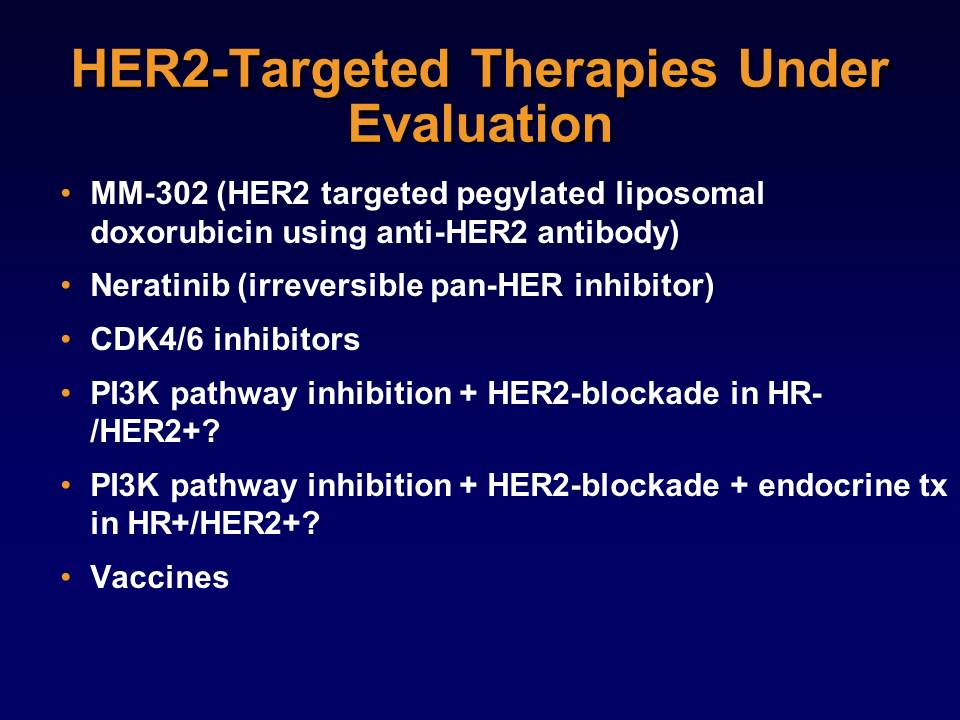 HER2-Targeted Therapies Under
Evaluation
• MM-302 (HER2 targeted pegylated liposomal
doxorubicin using anti-HER2 antibody)
• Neratinib (irreversible pan-HER inhibitor)
• CDK4/6 inhibitors
• PI3K pathway inhibition + HER2-blockade in HR-
/HER2+?
• PI3K pathway inhibition + HER2-blockade + endocrine tx
in HR+/HER2+?
• Vaccines